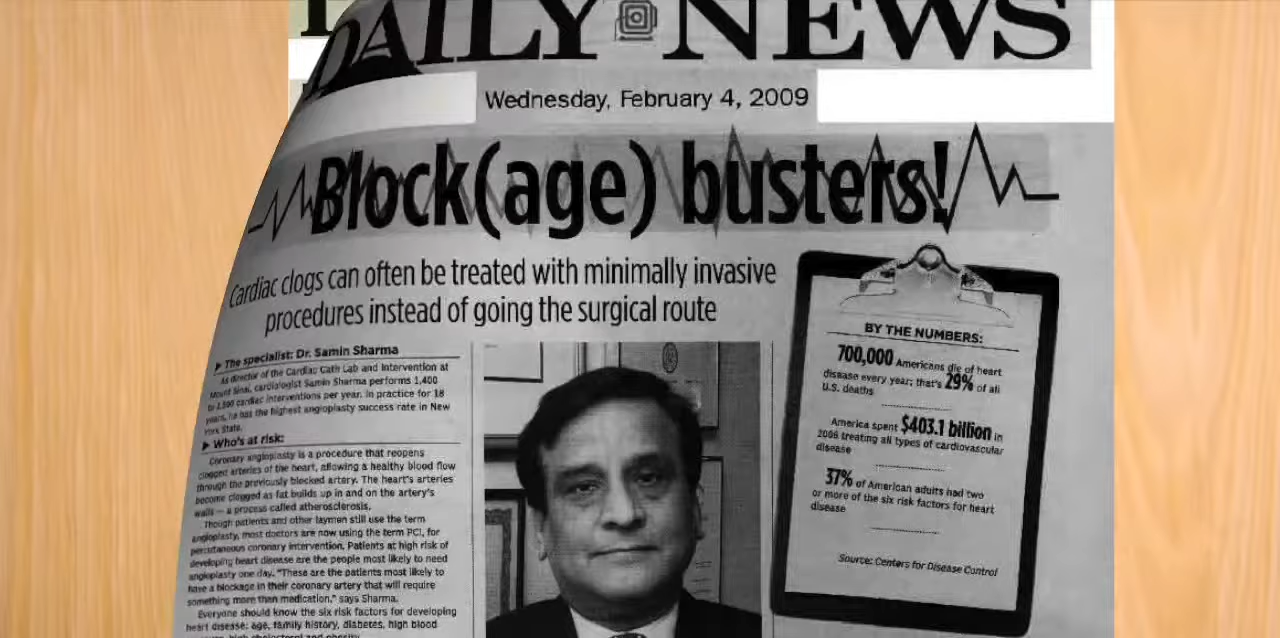 DAILY NEWS
Wednesday, February 4, 2009
Block(age) busters!
Cardiac clogs can often be treated with minimally invasive
procedures instead of going the surgical route
▶ The specialist: Dr. Samin Sharma
As director of the Cardiac Cath Lab and Intervention at
Mount Sinai, cardiologist Samin Sharma performs 1,400
to 1,500 cardiac interventions per year. In practice for 18
years, he has the highest angioplasty success rate in New
York State.
▶ Who's at risk:
Coronary angioplasty is a procedure that reopens
clogged arteries of the heart, allowing a healthy blood flow
through the previously blocked artery. The heart's arteries
become clogged as fat builds up in and on the artery's
walls — a process called atherosclerosis.
Though patients and other laymen still use the term
angioplasty, most doctors are now using the term PCI, for
percutaneous coronary intervention. Patients at high risk of
developing heart disease are the people most likely to need
angioplasty one day. "These are the patients most likely to
have a blockage in their coronary artery that will require
something more than medication," says Sharma.
Everyone should know the six risk factors for developing
heart disease: age, family history, diabetes, high blood
high cholesterol and obesity.
BY THE NUMBERS:
700,000 Americans die of heart
disease every year; that's 29% of all
U.S. deaths
America spent $403.1 billion in
2006 treating all types of cardiovascular
disease
37% of American adults had two
or more of the six risk factors for heart
disease
Source: Centers for Disease Control